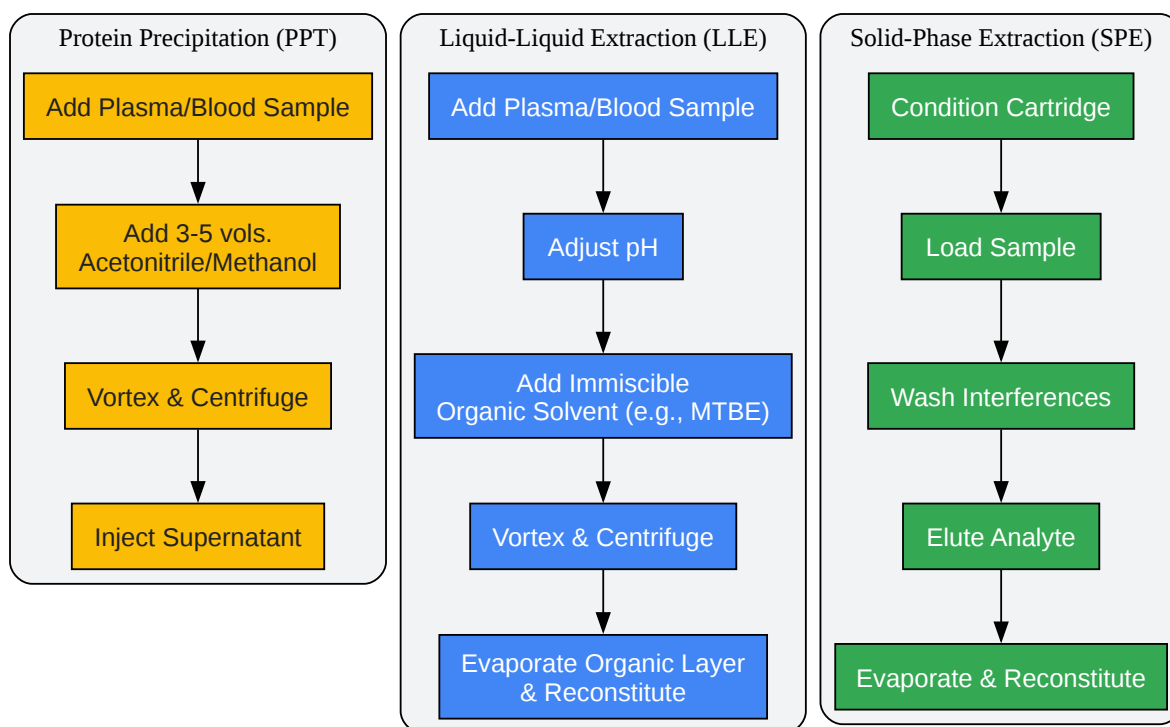 Protein Precipitation (PPT)
Add Plasma/Blood Sample
Add 3-5 vols.
Acetonitrile/Methanol
Vortex & Centrifuge
Inject Supernatant
Liquid-Liquid Extraction (LLE)
Add Plasma/Blood Sample
Adjust pH
Add Immiscible
Organic Solvent (e.g., MTBE)
Vortex & Centrifuge
Evaporate Organic Layer
& Reconstitute
Solid-Phase Extraction (SPE)
Condition Cartridge
Load Sample
Wash Interferences
Elute Analyte
Evaporate & Reconstitute